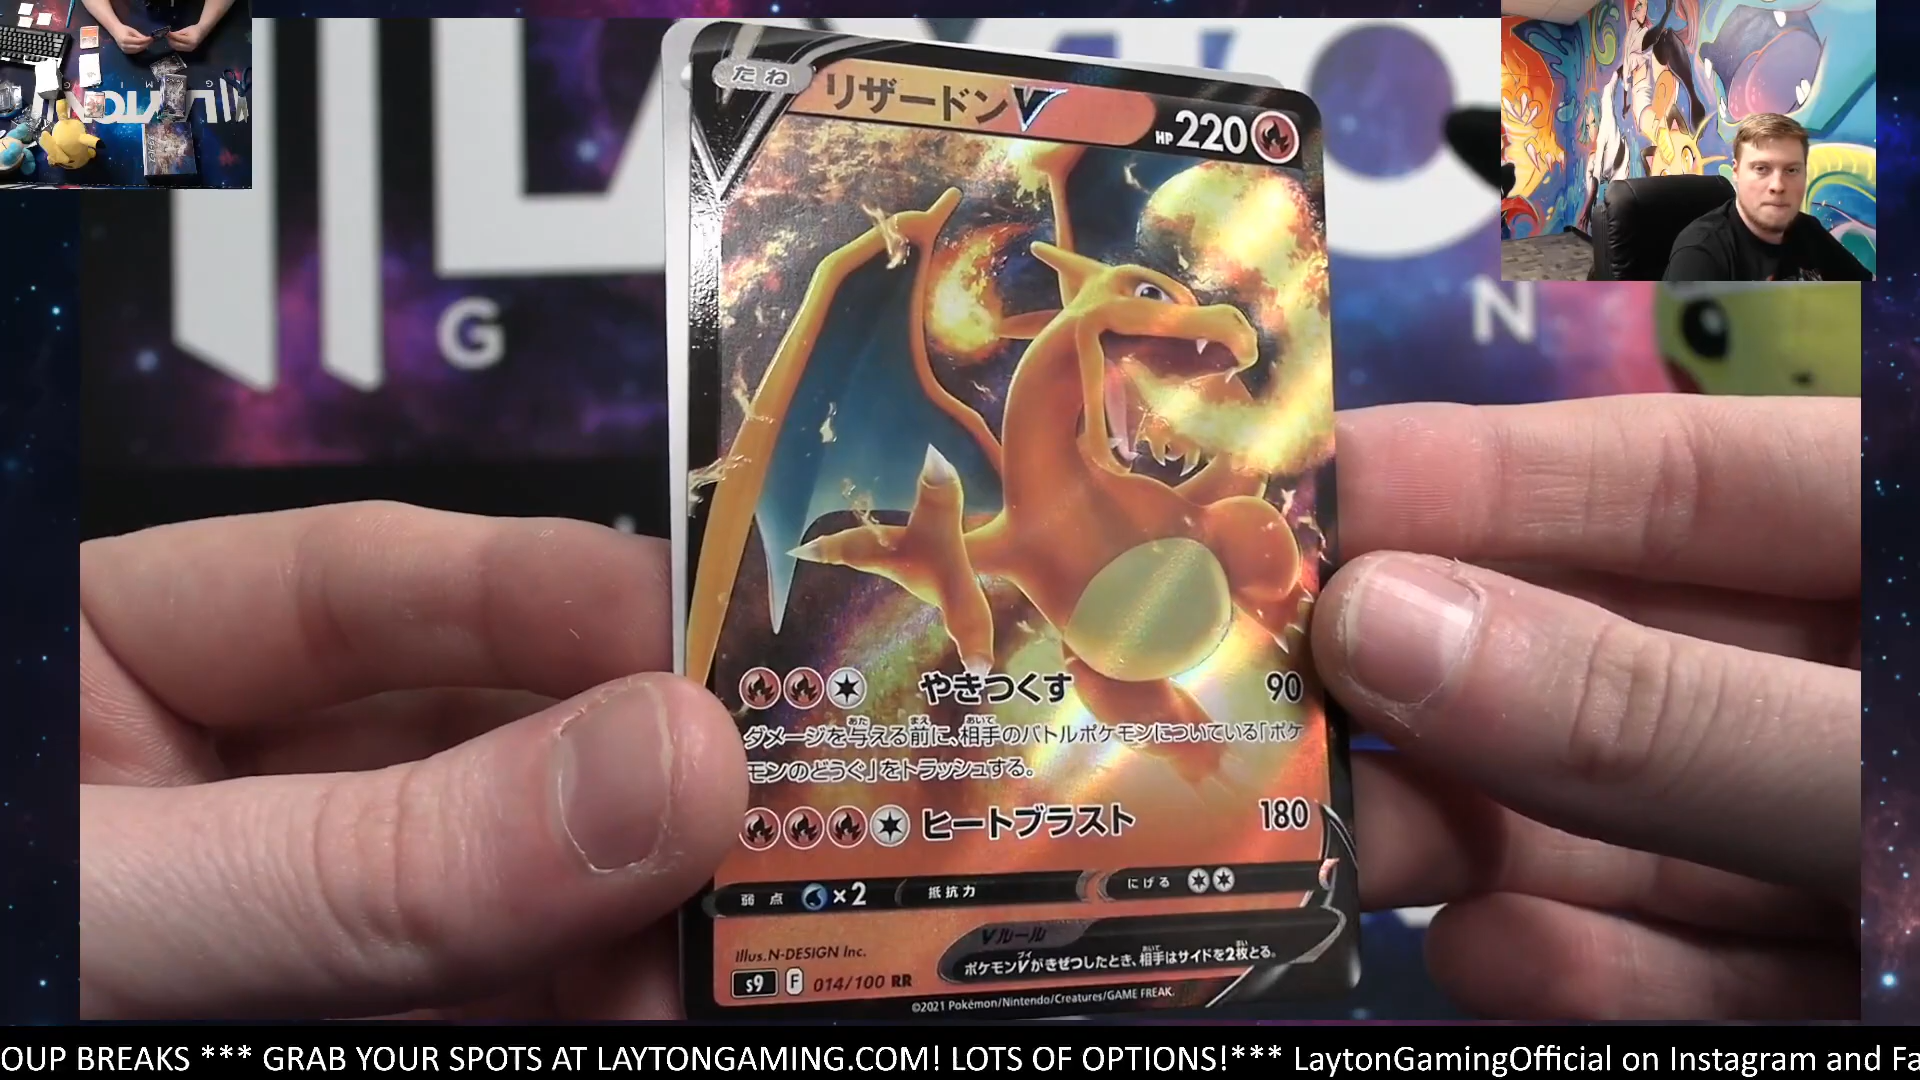 たね リザードンV HP 220
やきつくす 90
ダメージを与える前に、相手のバトルポケモンについている「ポケ
モンのどうぐ」をトラッシュする。
ヒートブラスト 180
弱点 ×2 抵抗力 にげる
Illus. N-DESIGN Inc.
Vルール
ポケモンVがきぜつしたとき、相手はサイドを2枚とる。
s9 F 014/100 RR
©2021 Pokémon/Nintendo/Creatures/GAME FREAK.
G
N
OUP BREAKS *** GRAB YOUR SPOTS AT LAYTONGAMING.COM! LOTS OF OPTIONS!*** LaytonGamingOfficial on Instagram and Fa